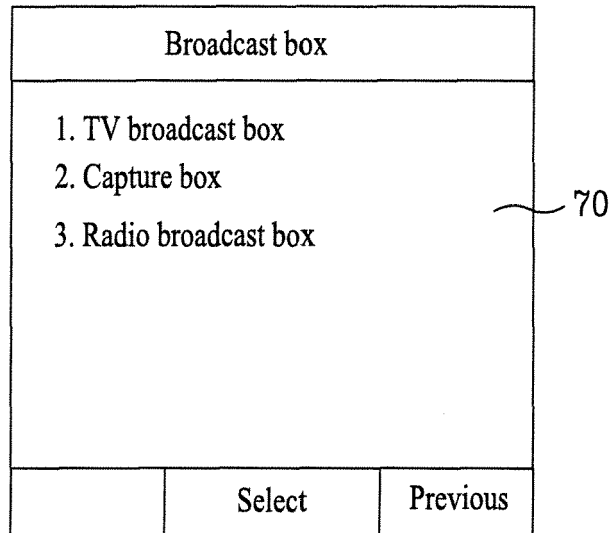 Broadcast box
1. TV broadcast box
2. Capture box
3. Radio broadcast box
70
Select Previous